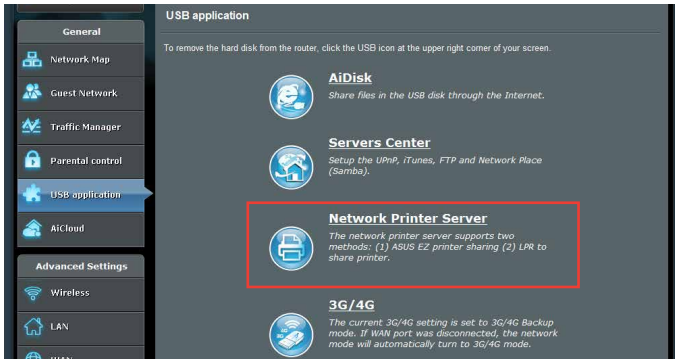 General
Network Map
Guest Network
Traffic Manager
Parental control
USB application
AiCloud
Advanced Settings
Wireless
LAN
WAN
USB application
To remove the hard disk from the router, click the USB icon at the upper right corner of your screen.
AiDisk
Share files in the USB disk through the Internet.
Servers Center
Setup the UPnP, iTunes, FTP and Network Place
(Samba).
Network Printer Server
The network printer server supports two
methods: (1) ASUS EZ printer sharing (2) LPR to
share printer.
3G/4G
The current 3G/4G setting is set to 3G/4G Backup
mode. If WAN port was disconnected, the network
mode will automatically turn to 3G/4G mode.